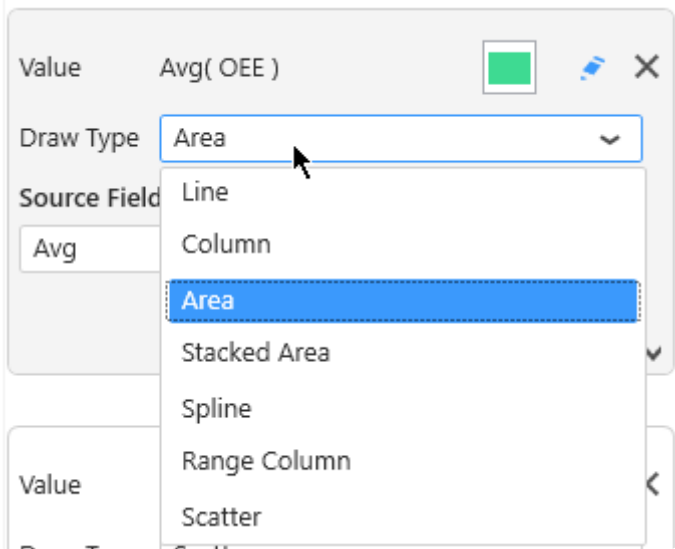 Value Avg( OEE )
Draw Type Area
Source Field
Line
Avg
Column
Area
Stacked Area
Spline
Range Column
Value
Scatter